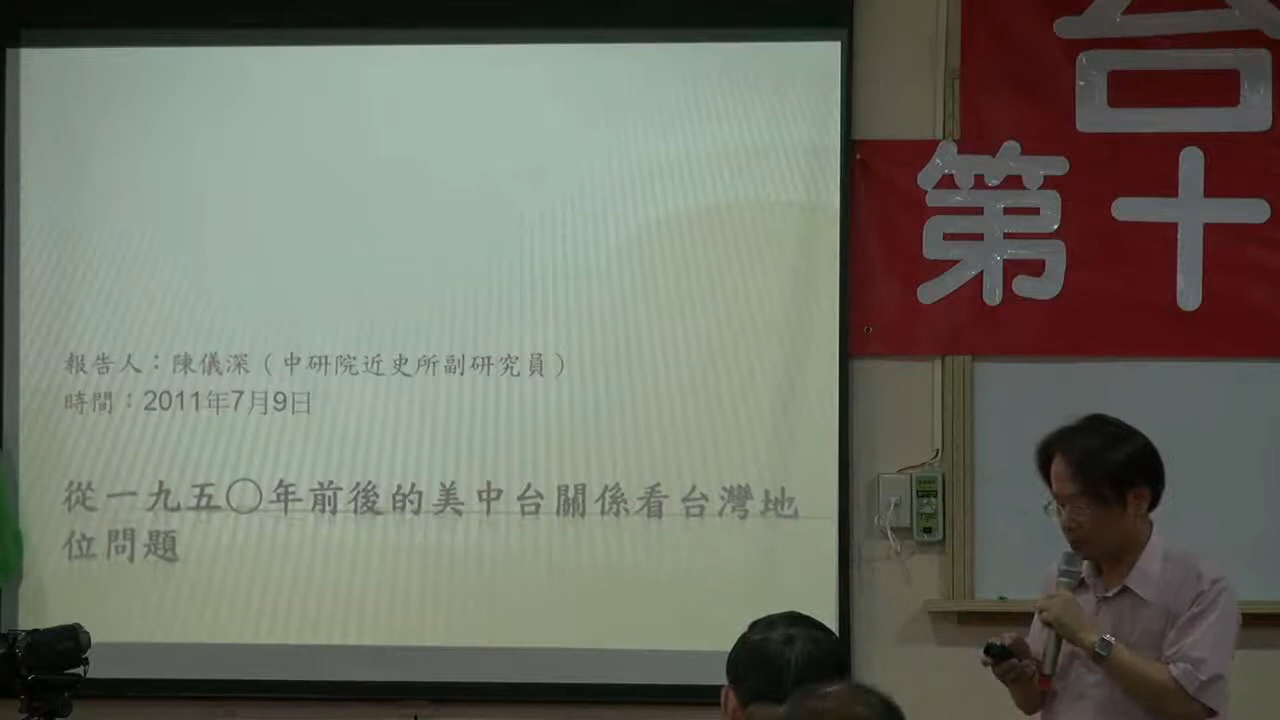 報告人：陳儀深（中研院近史所副研究員）
時間：2011年7月9日
從一九五〇年前後的美中台關係看台灣地
位問題
台
第十